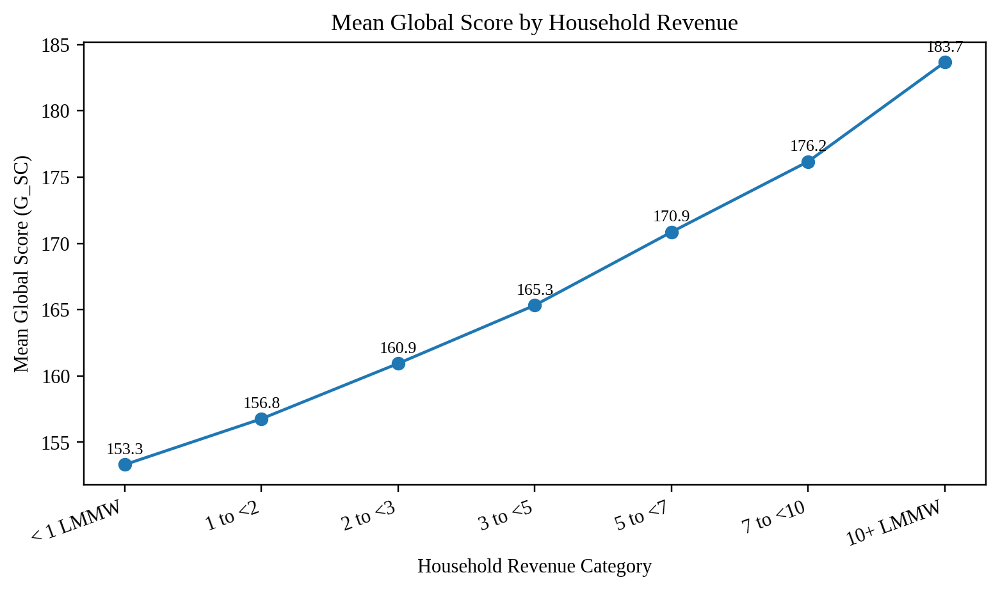 Mean Global Score by Household Revenue
Mean Global Score (G_SC)
185
180
175
170
165
160
155
153.3
156.8
160.9
165.3
170.9
176.2
183.7
< 1 LMMW
1 to <2
2 to <3
3 to <5
5 to <7
7 to <10
10+ LMMW
Household Revenue Category